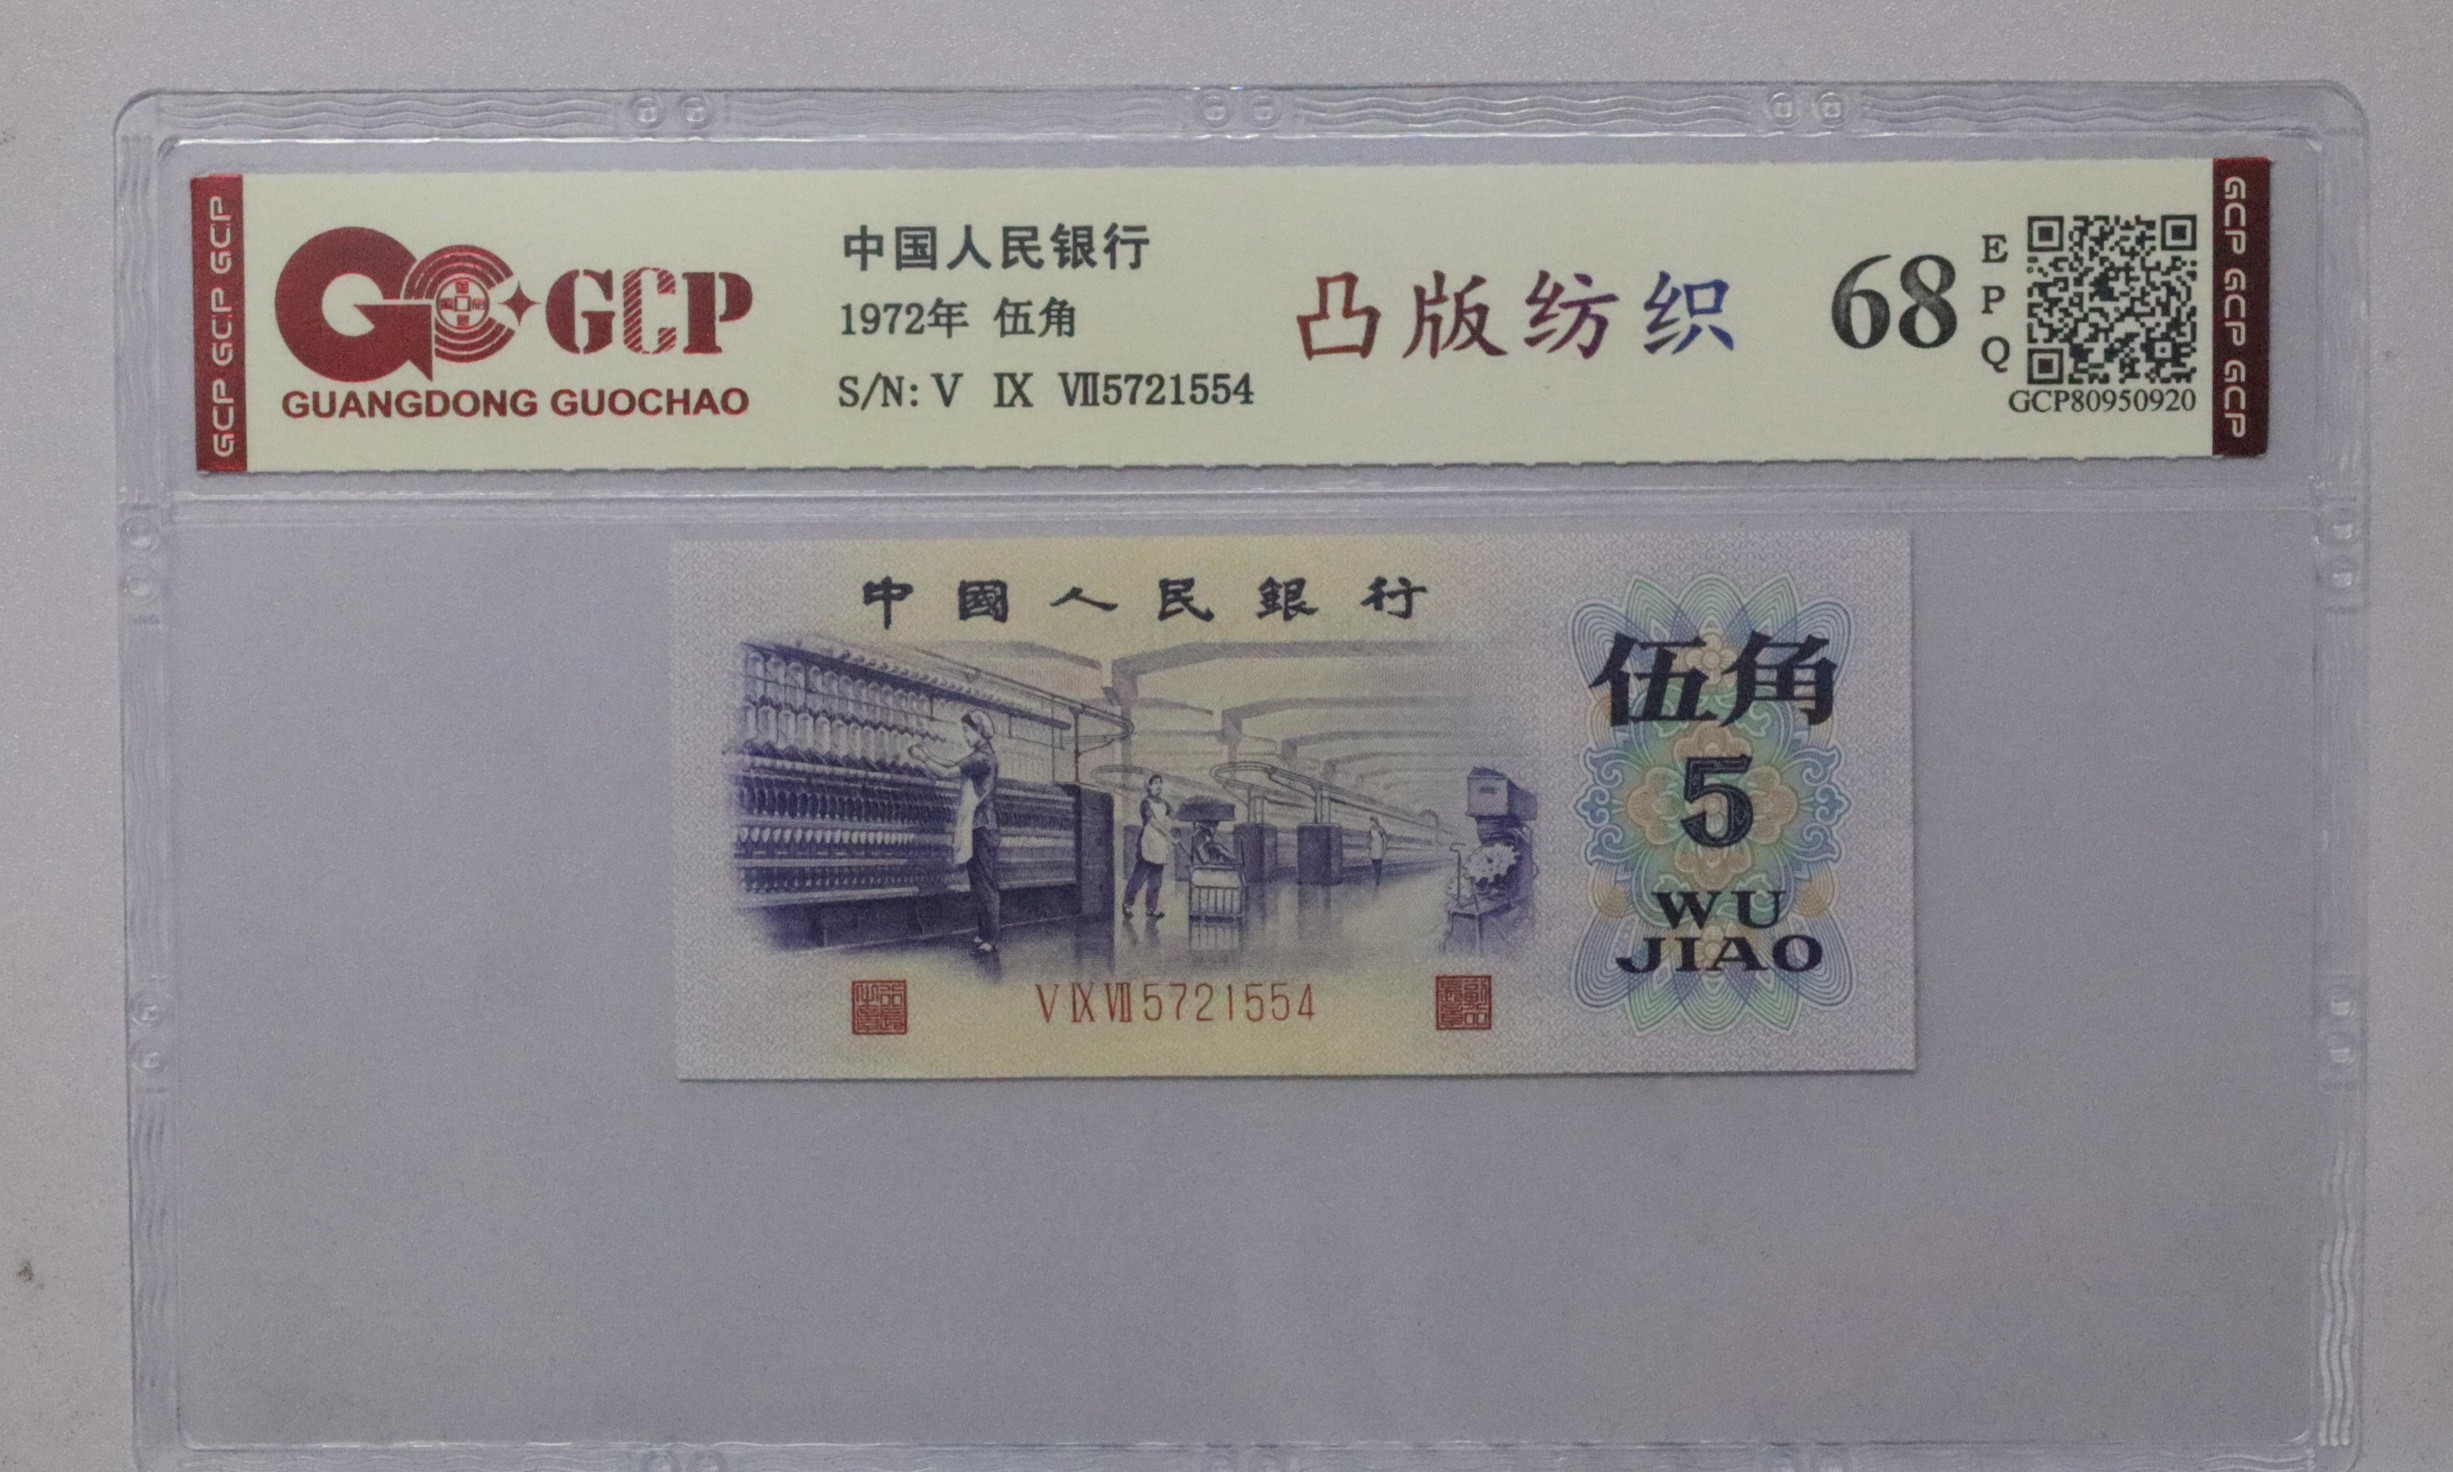 GCP GCP GCP
GCP
GUANGDONG GUOCHAO
中国人民银行
1972年 伍角
S/N: V IX VII5721554
凸版纺织
68
EPQ
GCP80950920
GCP GCP GCP
中國人民銀行
伍角
5
WU
JIAO
V IX VII 5721554